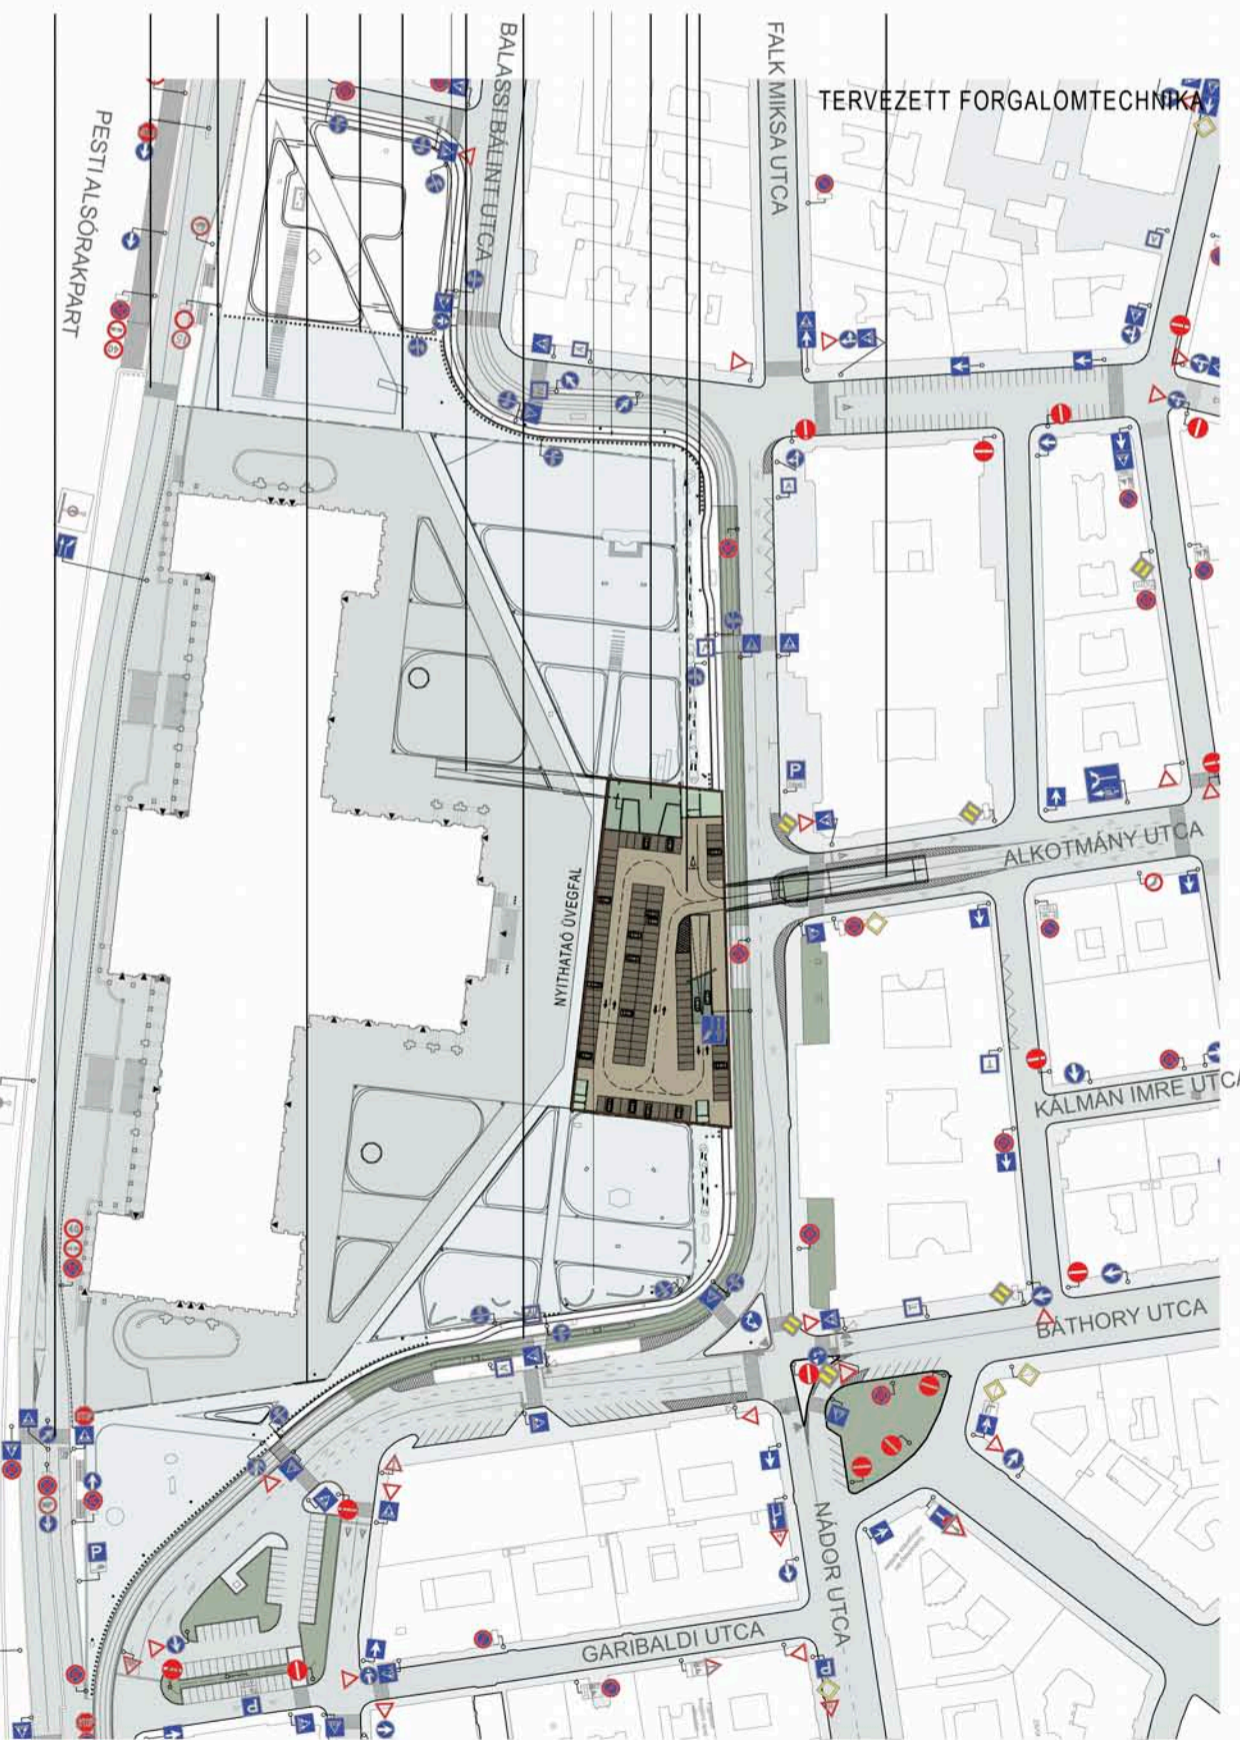 TERVEZETT FORGALOMTECHNIKA
BALASSI BÁLINT UTCA
FALK MIKSA UTCA
PESTI ALSÓRAKPART
P
ALKOTMÁNY UTCA
NYITHATAÓ ÜVEGFAL
KÁLMÁN IMRE UTCA
BÁTHORY UTCA
P
NÁDOR UTCA
GARIBALDI UTCA
P
P